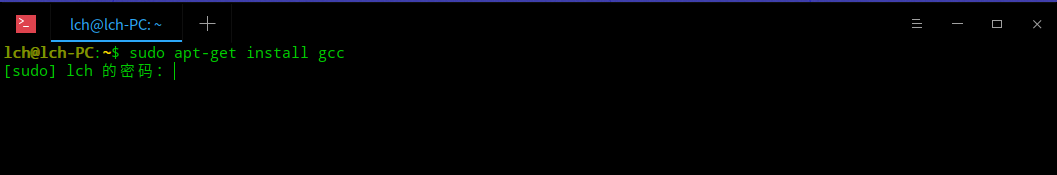 lch@lch-PC: ~
lch@lch-PC:~$ sudo apt-get install gcc
[sudo] lch 的密码：